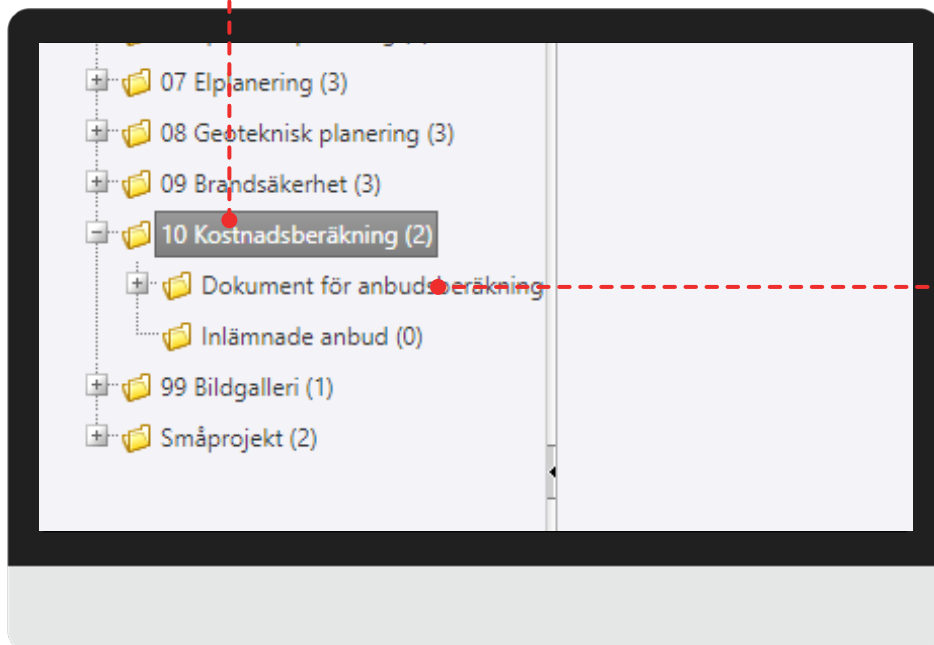 07 Elplanering (3)
08 Geoteknisk planering (3)
09 Brandsäkerhet (3)
10 Kostnadsberäkning (2)
Dokument för anbudsberäkning
Inlämnade anbud (0)
99 Bildgalleri (1)
Småprojekt (2)